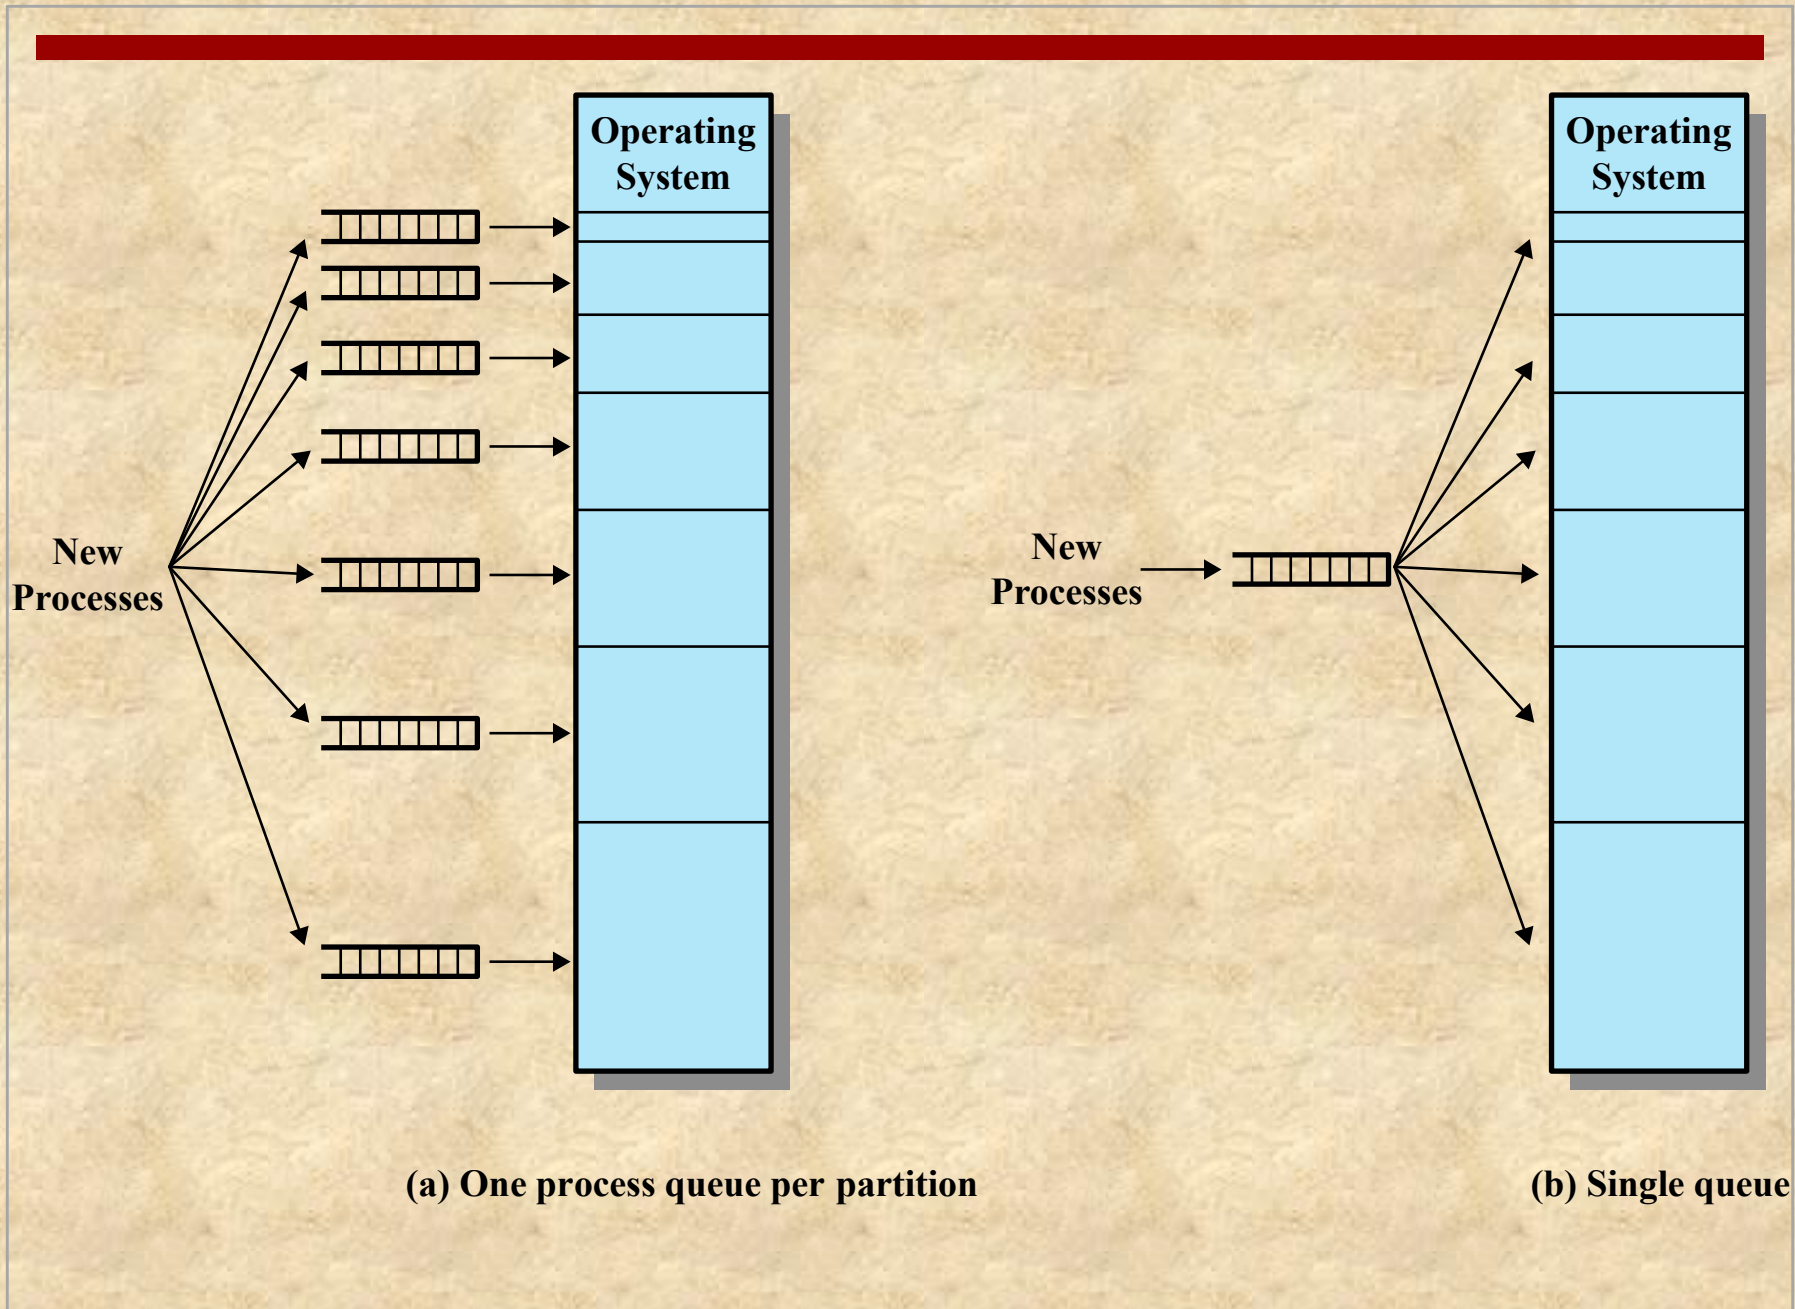 Operating
System
New
Processes
(a) One process queue per partition
Operating
System
New
Processes
(b) Single queue